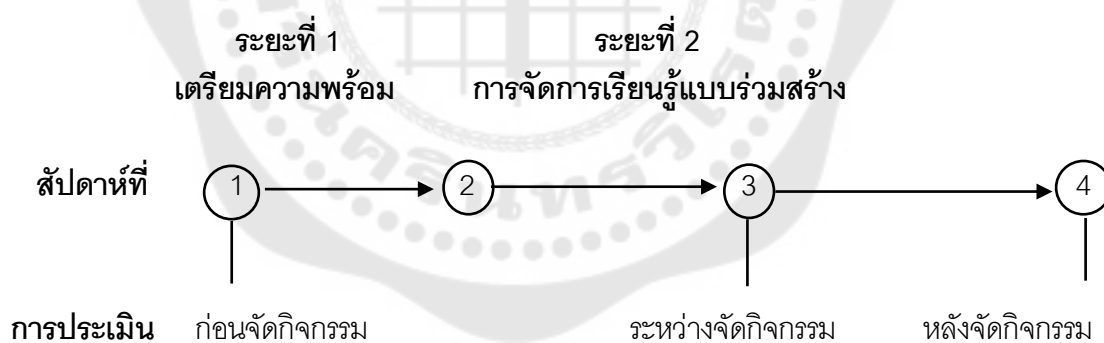 ระยะที่ 1 ระยะที่ 2
เตรียมความพร้อม การจัดการเรียนรู้แบบร่วมสร้าง
สัปดาห์ที่ 1 2 3 4
การประเมิน ก่อนจัดกิจกรรม ระหว่างจัดกิจกรรม หลังจัดกิจกรรม